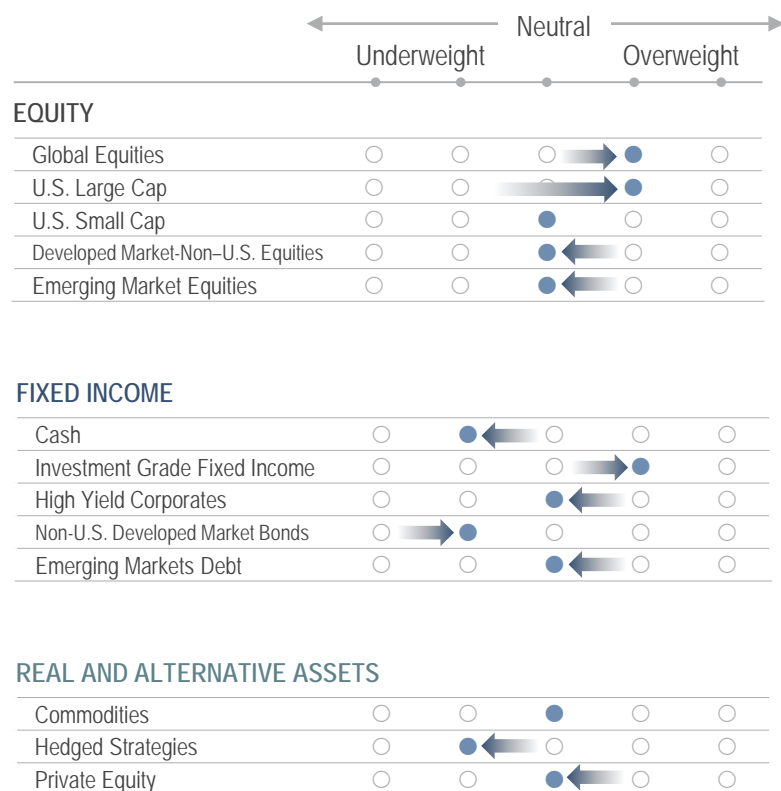 Neutral
Underweight Overweight
EQUITY
Global Equities
U.S. Large Cap
U.S. Small Cap
Developed Market-Non–U.S. Equities
Emerging Market Equities
FIXED INCOME
Cash
Investment Grade Fixed Income
High Yield Corporates
Non-U.S. Developed Market Bonds
Emerging Markets Debt
REAL AND ALTERNATIVE ASSETS
Commodities
Hedged Strategies
Private Equity